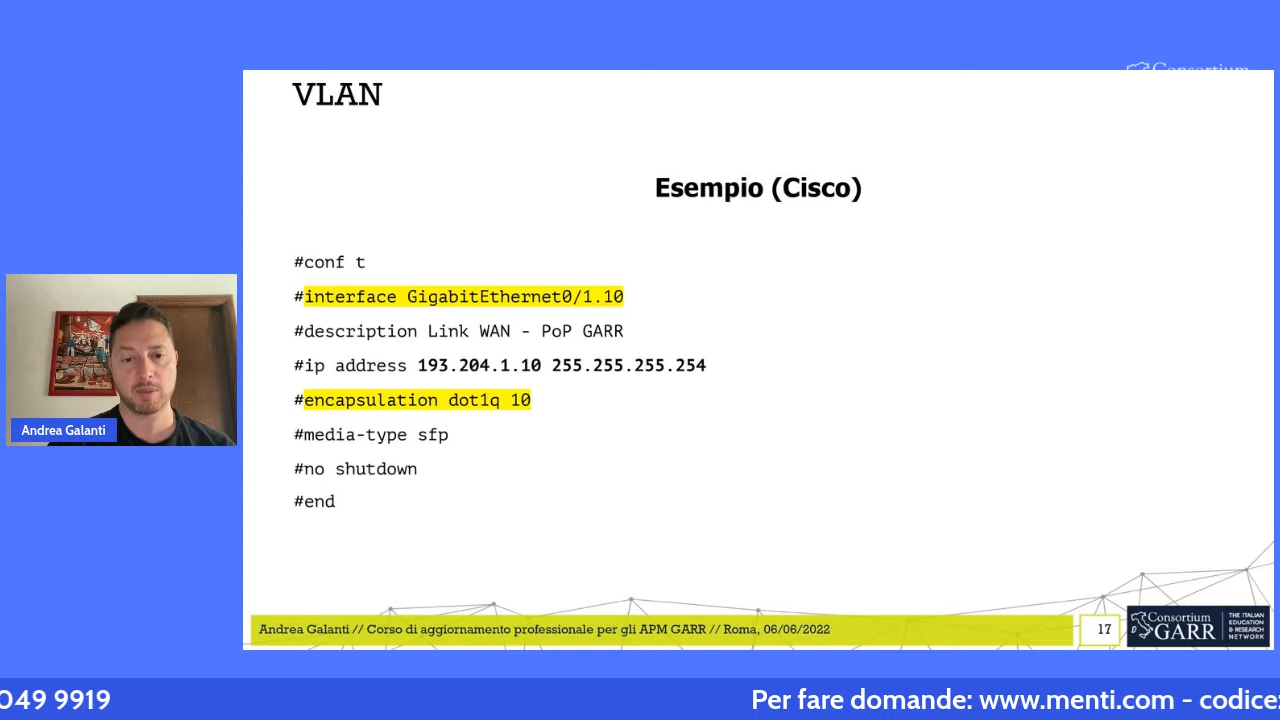 Consortium
VLAN
Esempio (Cisco)
#conf t
#interface GigabitEthernet0/1.10
#description Link WAN - PoP GARR
#ip address 193.204.1.10 255.255.255.254
#encapsulation dot1q 10
#media-type sfp
#no shutdown
#end
Andrea Galanti
Andrea Galanti // Corso di aggiornamento professionale per gli APM GARR // Roma, 06/06/2022
17
Consortium
GARR
THE ITALIAN
EDUCATION
& RESEARCH
NETWORK
049 9919
Per fare domande: www.menti.com - codice: